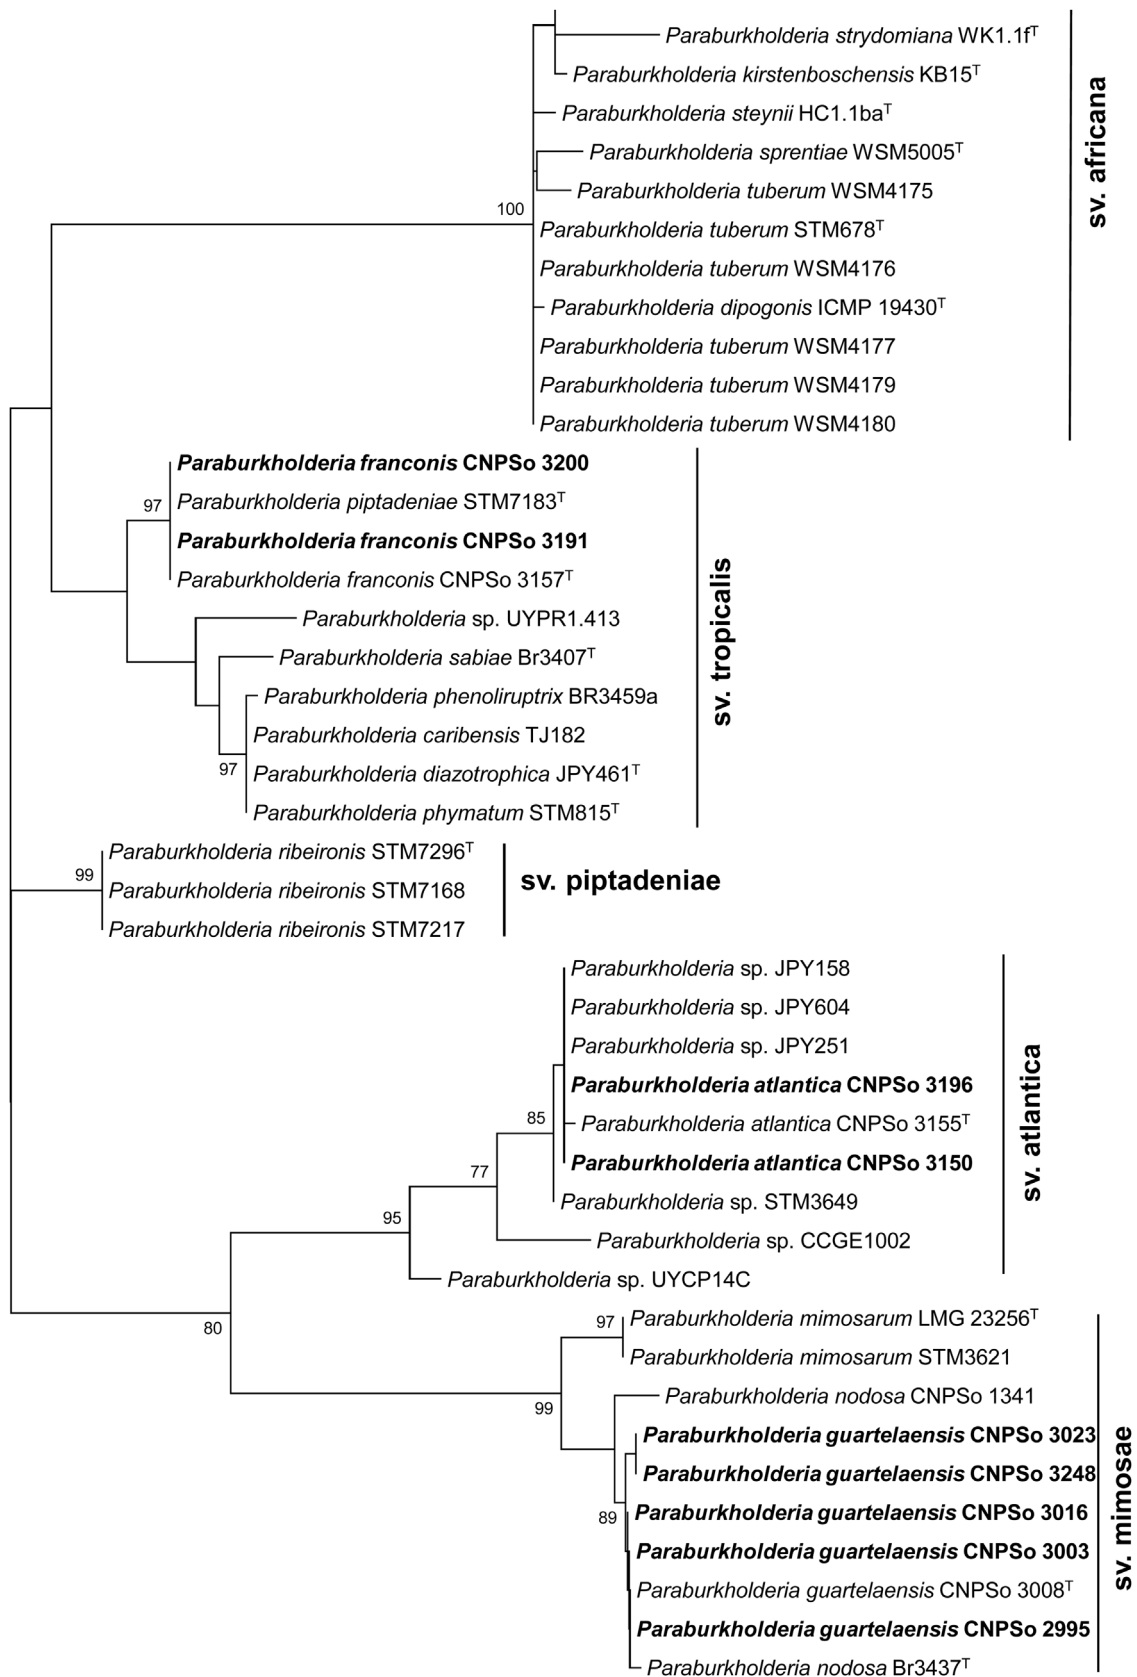 Paraburkholderia strydomiana WK1.1fᵀ
Paraburkholderia kirstenboschensis KB15ᵀ
Paraburkholderia steynii HC1.1baᵀ
Paraburkholderia sprentiae WSM5005ᵀ
Paraburkholderia tuberum WSM4175
100
Paraburkholderia tuberum STM678ᵀ
Paraburkholderia tuberum WSM4176
Paraburkholderia dipogonis ICMP 19430ᵀ
Paraburkholderia tuberum WSM4177
Paraburkholderia tuberum WSM4179
Paraburkholderia tuberum WSM4180
sv. africana
Paraburkholderia franconis CNPSo 3200
97
Paraburkholderia piptadeniae STM7183ᵀ
Paraburkholderia franconis CNPSo 3191
Paraburkholderia franconis CNPSo 3157ᵀ
Paraburkholderia sp. UYPR1.413
Paraburkholderia sabiae Br3407ᵀ
Paraburkholderia phenoliruptrix BR3459a
Paraburkholderia caribensis TJ182
97
Paraburkholderia diazotrophica JPY461ᵀ
Paraburkholderia phymatum STM815ᵀ
sv. tropicalis
Paraburkholderia ribeironis STM7296ᵀ
99
Paraburkholderia ribeironis STM7168
Paraburkholderia ribeironis STM7217
sv. piptadeniae
Paraburkholderia sp. JPY158
Paraburkholderia sp. JPY604
Paraburkholderia sp. JPY251
Paraburkholderia atlantica CNPSo 3196
85
Paraburkholderia atlantica CNPSo 3155ᵀ
Paraburkholderia atlantica CNPSo 3150
77
Paraburkholderia sp. STM3649
95
Paraburkholderia sp. CCGE1002
Paraburkholderia sp. UYCP14C
sv. atlantica
80
97
Paraburkholderia mimosarum LMG 23256ᵀ
Paraburkholderia mimosarum STM3621
Paraburkholderia nodosa CNPSo 1341
99
Paraburkholderia guartelaensis CNPSo 3023
Paraburkholderia guartelaensis CNPSo 3248
89
Paraburkholderia guartelaensis CNPSo 3016
Paraburkholderia guartelaensis CNPSo 3003
Paraburkholderia guartelaensis CNPSo 3008ᵀ
Paraburkholderia guartelaensis CNPSo 2995
Paraburkholderia nodosa Br3437ᵀ
sv. mimosae